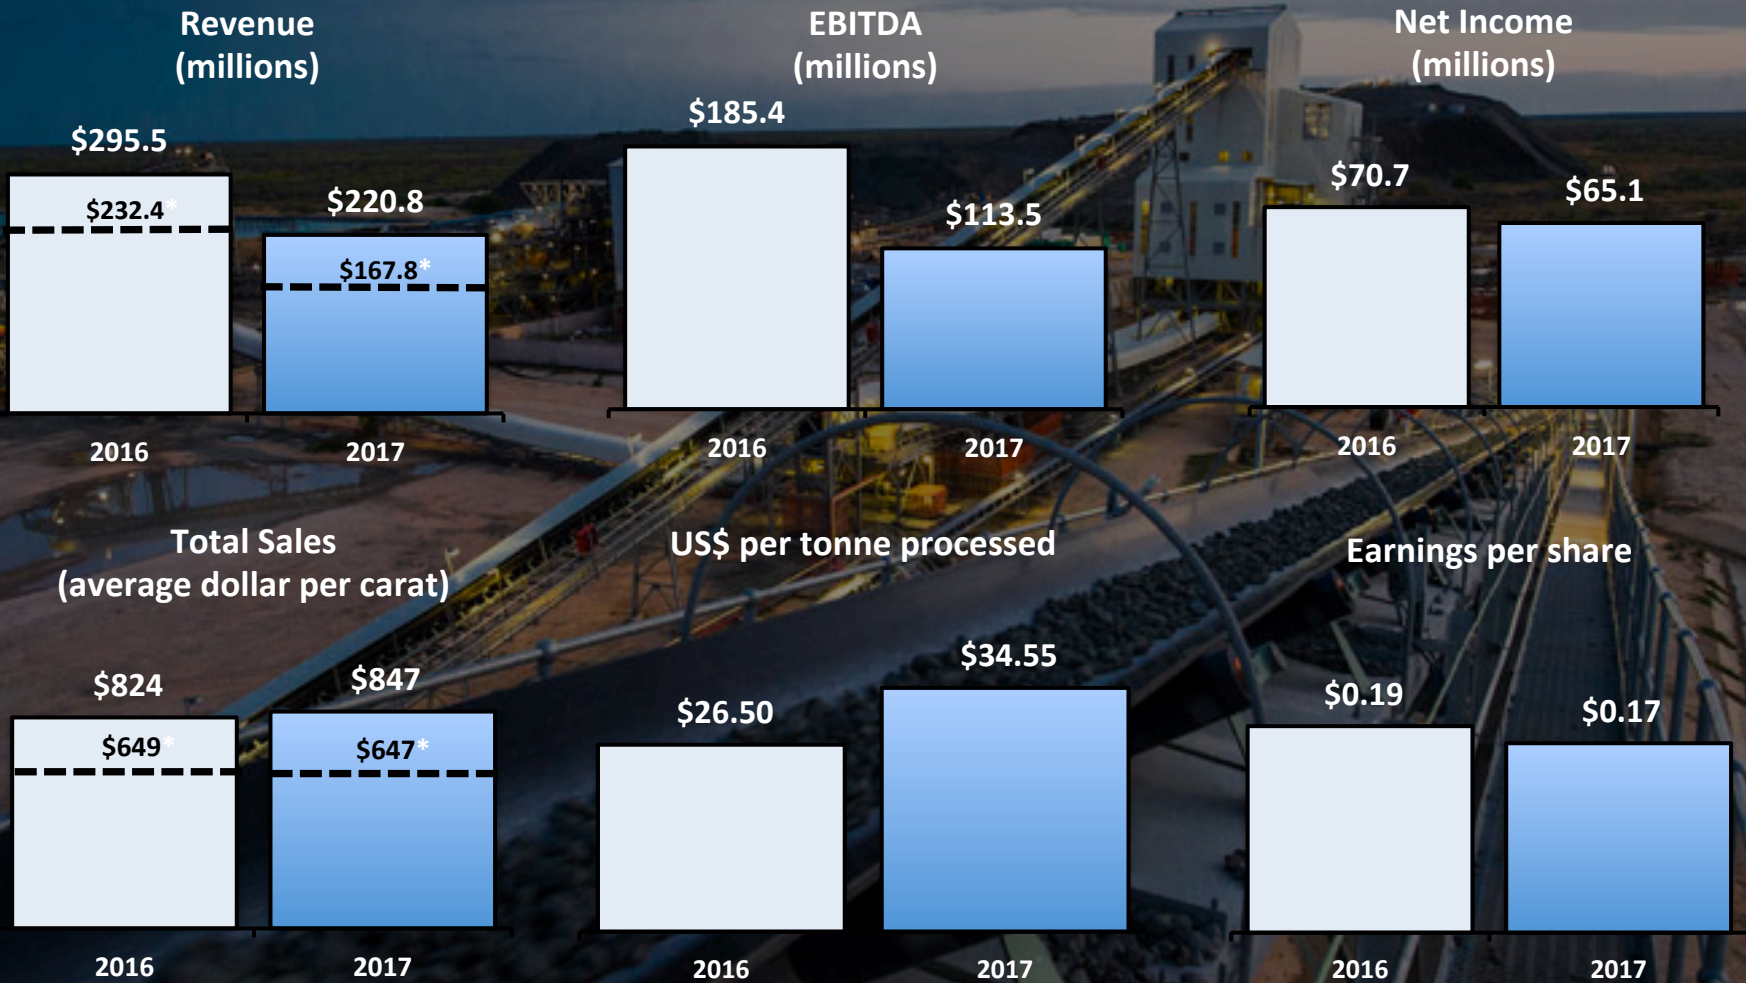 Revenue
(millions)
$295.5
$232.4*
$220.8
$167.8*
2016
2017
EBITDA
(millions)
$185.4
$113.5
2016
2017
Net Income
(millions)
$70.7
$65.1
2016
2017
Total Sales
(average dollar per carat)
$824
$649*
$847
$647*
2016
2017
US$ per tonne processed
$26.50
$34.55
2016
2017
Earnings per share
$0.19
$0.17
2016
2017